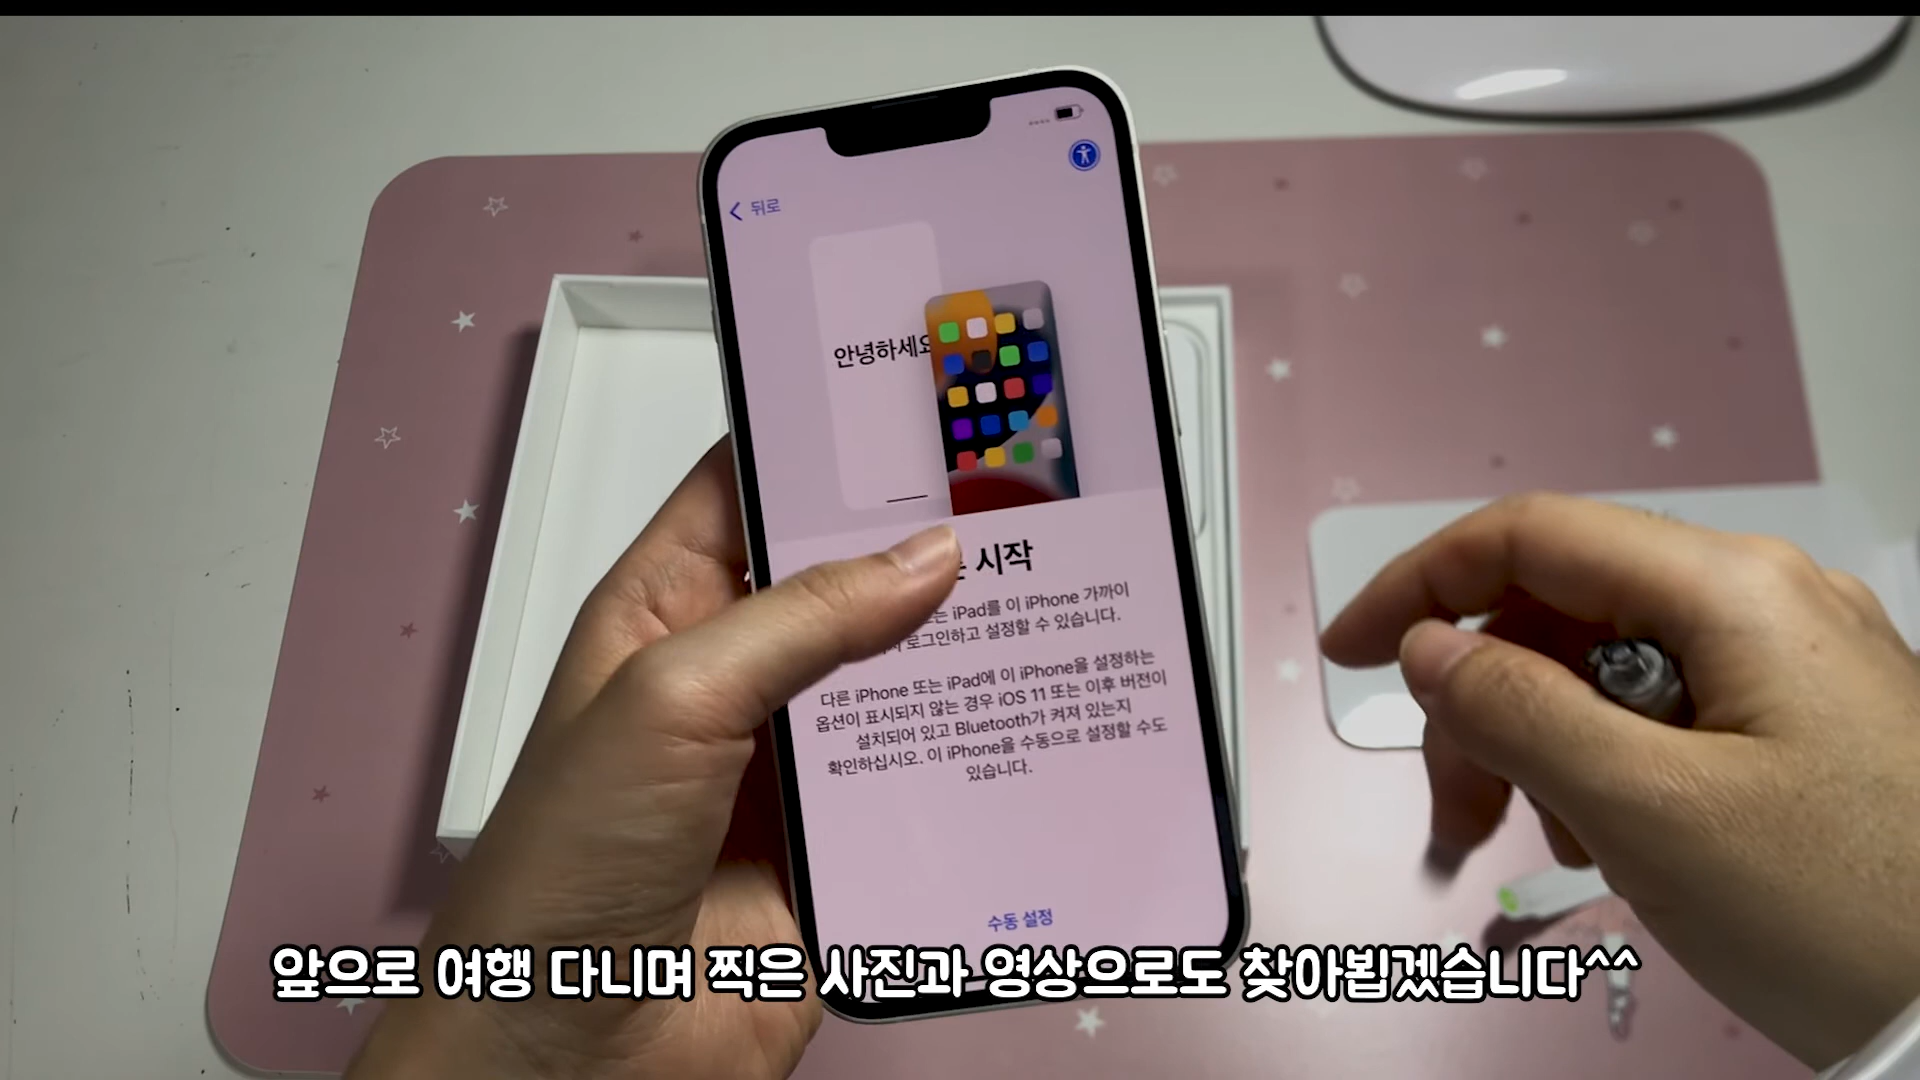 뒤로
안녕하세요
시작
iPad를 이 iPhone 가까이
로그인하고 설정할 수 있습니다.
다른 iPhone 또는 iPad에 이 iPhone을 설정하는
옵션이 표시되지 않는 경우 iOS 11 또는 이후 버전이
설치되어 있고 Bluetooth가 켜져 있는지
확인하십시오. 이 iPhone을 수동으로 설정할 수도
있습니다.
수동 설정
앞으로 여행 다니며 찍은 사진과 영상으로도 찾아뵙겠습니다^^